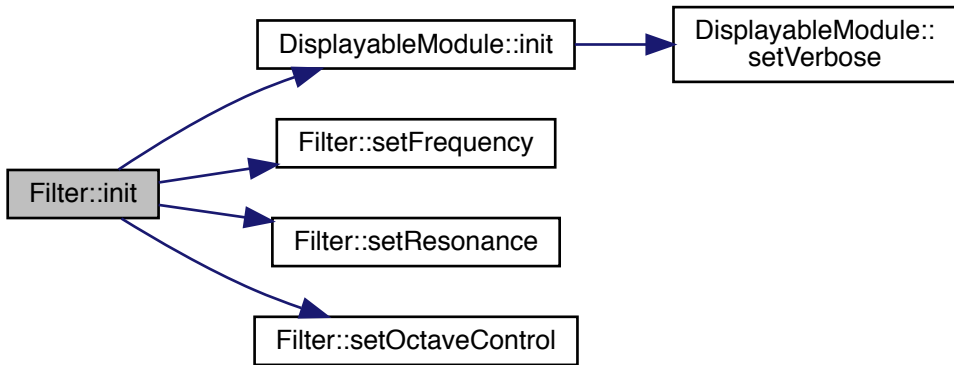 DisplayableModule::init
DisplayableModule::
setVerbose
Filter::setFrequency
Filter::init
Filter::setResonance
Filter::setOctaveControl